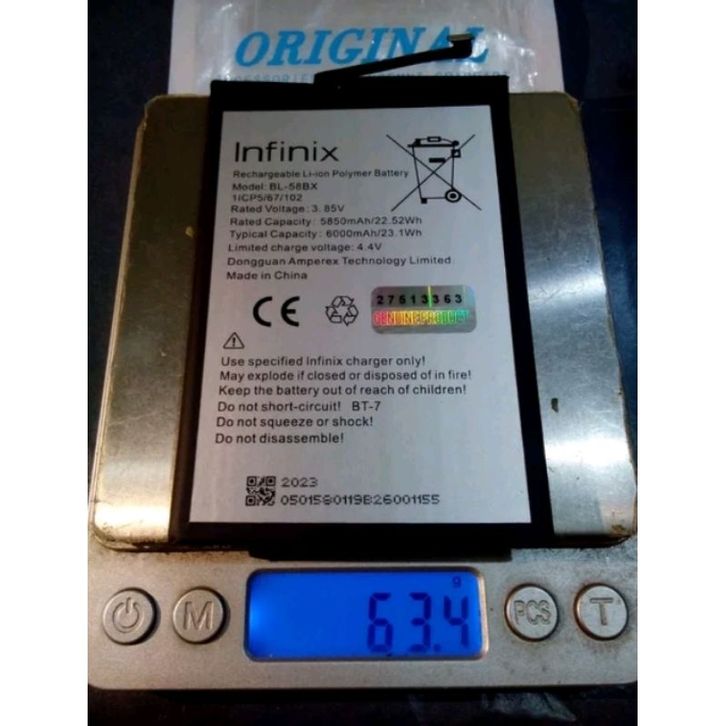 ORIGINAL
Infinix
Rechargeable Li-ion Polymer Battery
Model: BL-58BX
1ICP5/67/102
Rated Voltage: 3.85V
Rated Capacity: 5850mAh/22.52Wh
Typical Capacity: 6000mAh/23.1Wh
Limited charge voltage: 4.4V
Dongguan Amperex Technology Limited
Made in China
CE
27513363
GENUINEPRODUCT
Use specified Infinix charger only!
May explode if closed or disposed of in fire!
Keep the battery out of reach of children!
Do not short-circuit! BT-7
Do not squeeze or shock!
Do not disassemble!
2023
0501580119B26001155
g
63.4
M
PCS
T